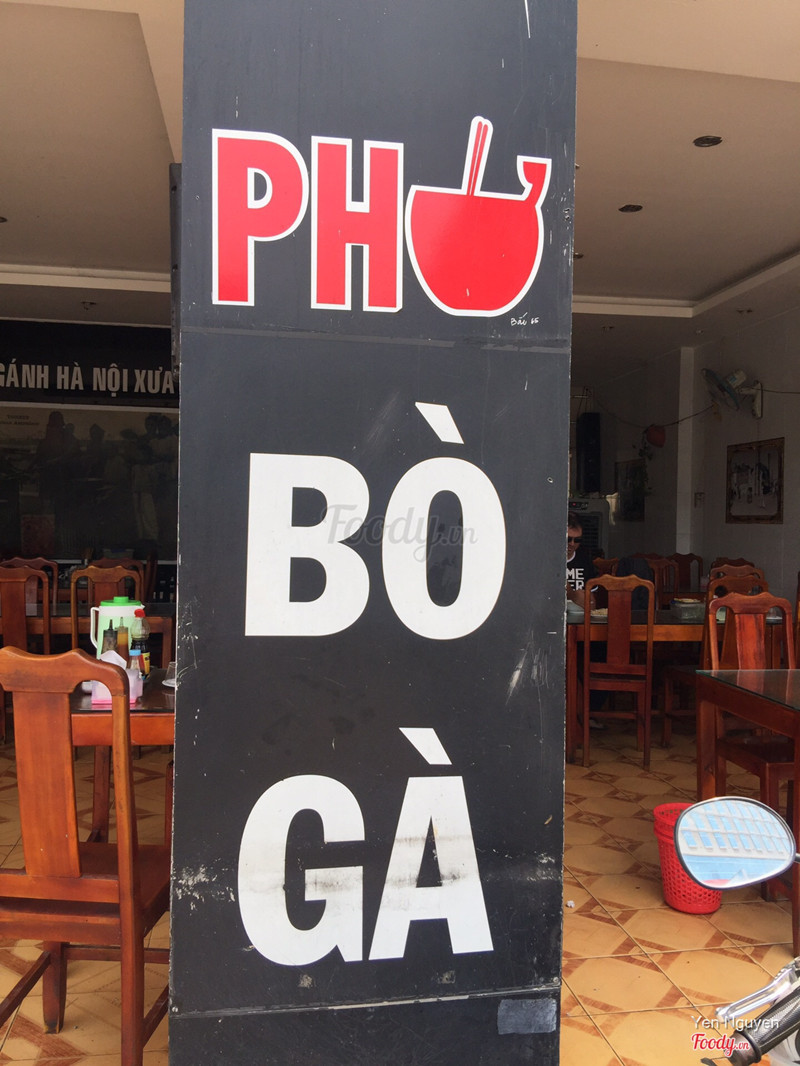 PHỞ
GÁNH HÀ NỘI XƯA
BÒ
Foody.vn
GÀ
Yen Nguyen
Foody.vn